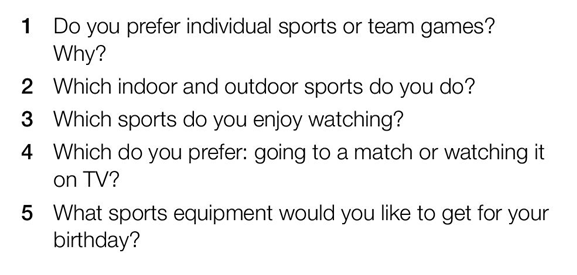 1 Do you prefer individual sports or team games?
Why?
2 Which indoor and outdoor sports do you do?
3 Which sports do you enjoy watching?
4 Which do you prefer: going to a match or watching it
on TV?
5 What sports equipment would you like to get for your
birthday?